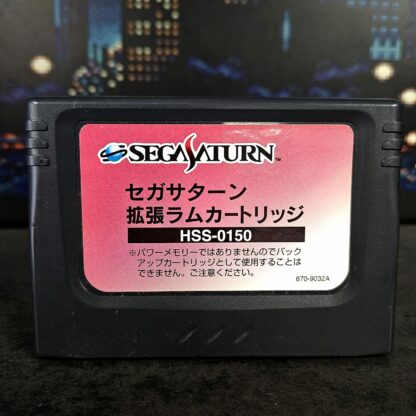 SEGA SATURN™
セガサターン
拡張ラムカートリッジ
HSS-0150
※パワーメモリーではありませんのでバック
アップカートリッジとして使用することは
できません。ご注意ください。
670-9032A